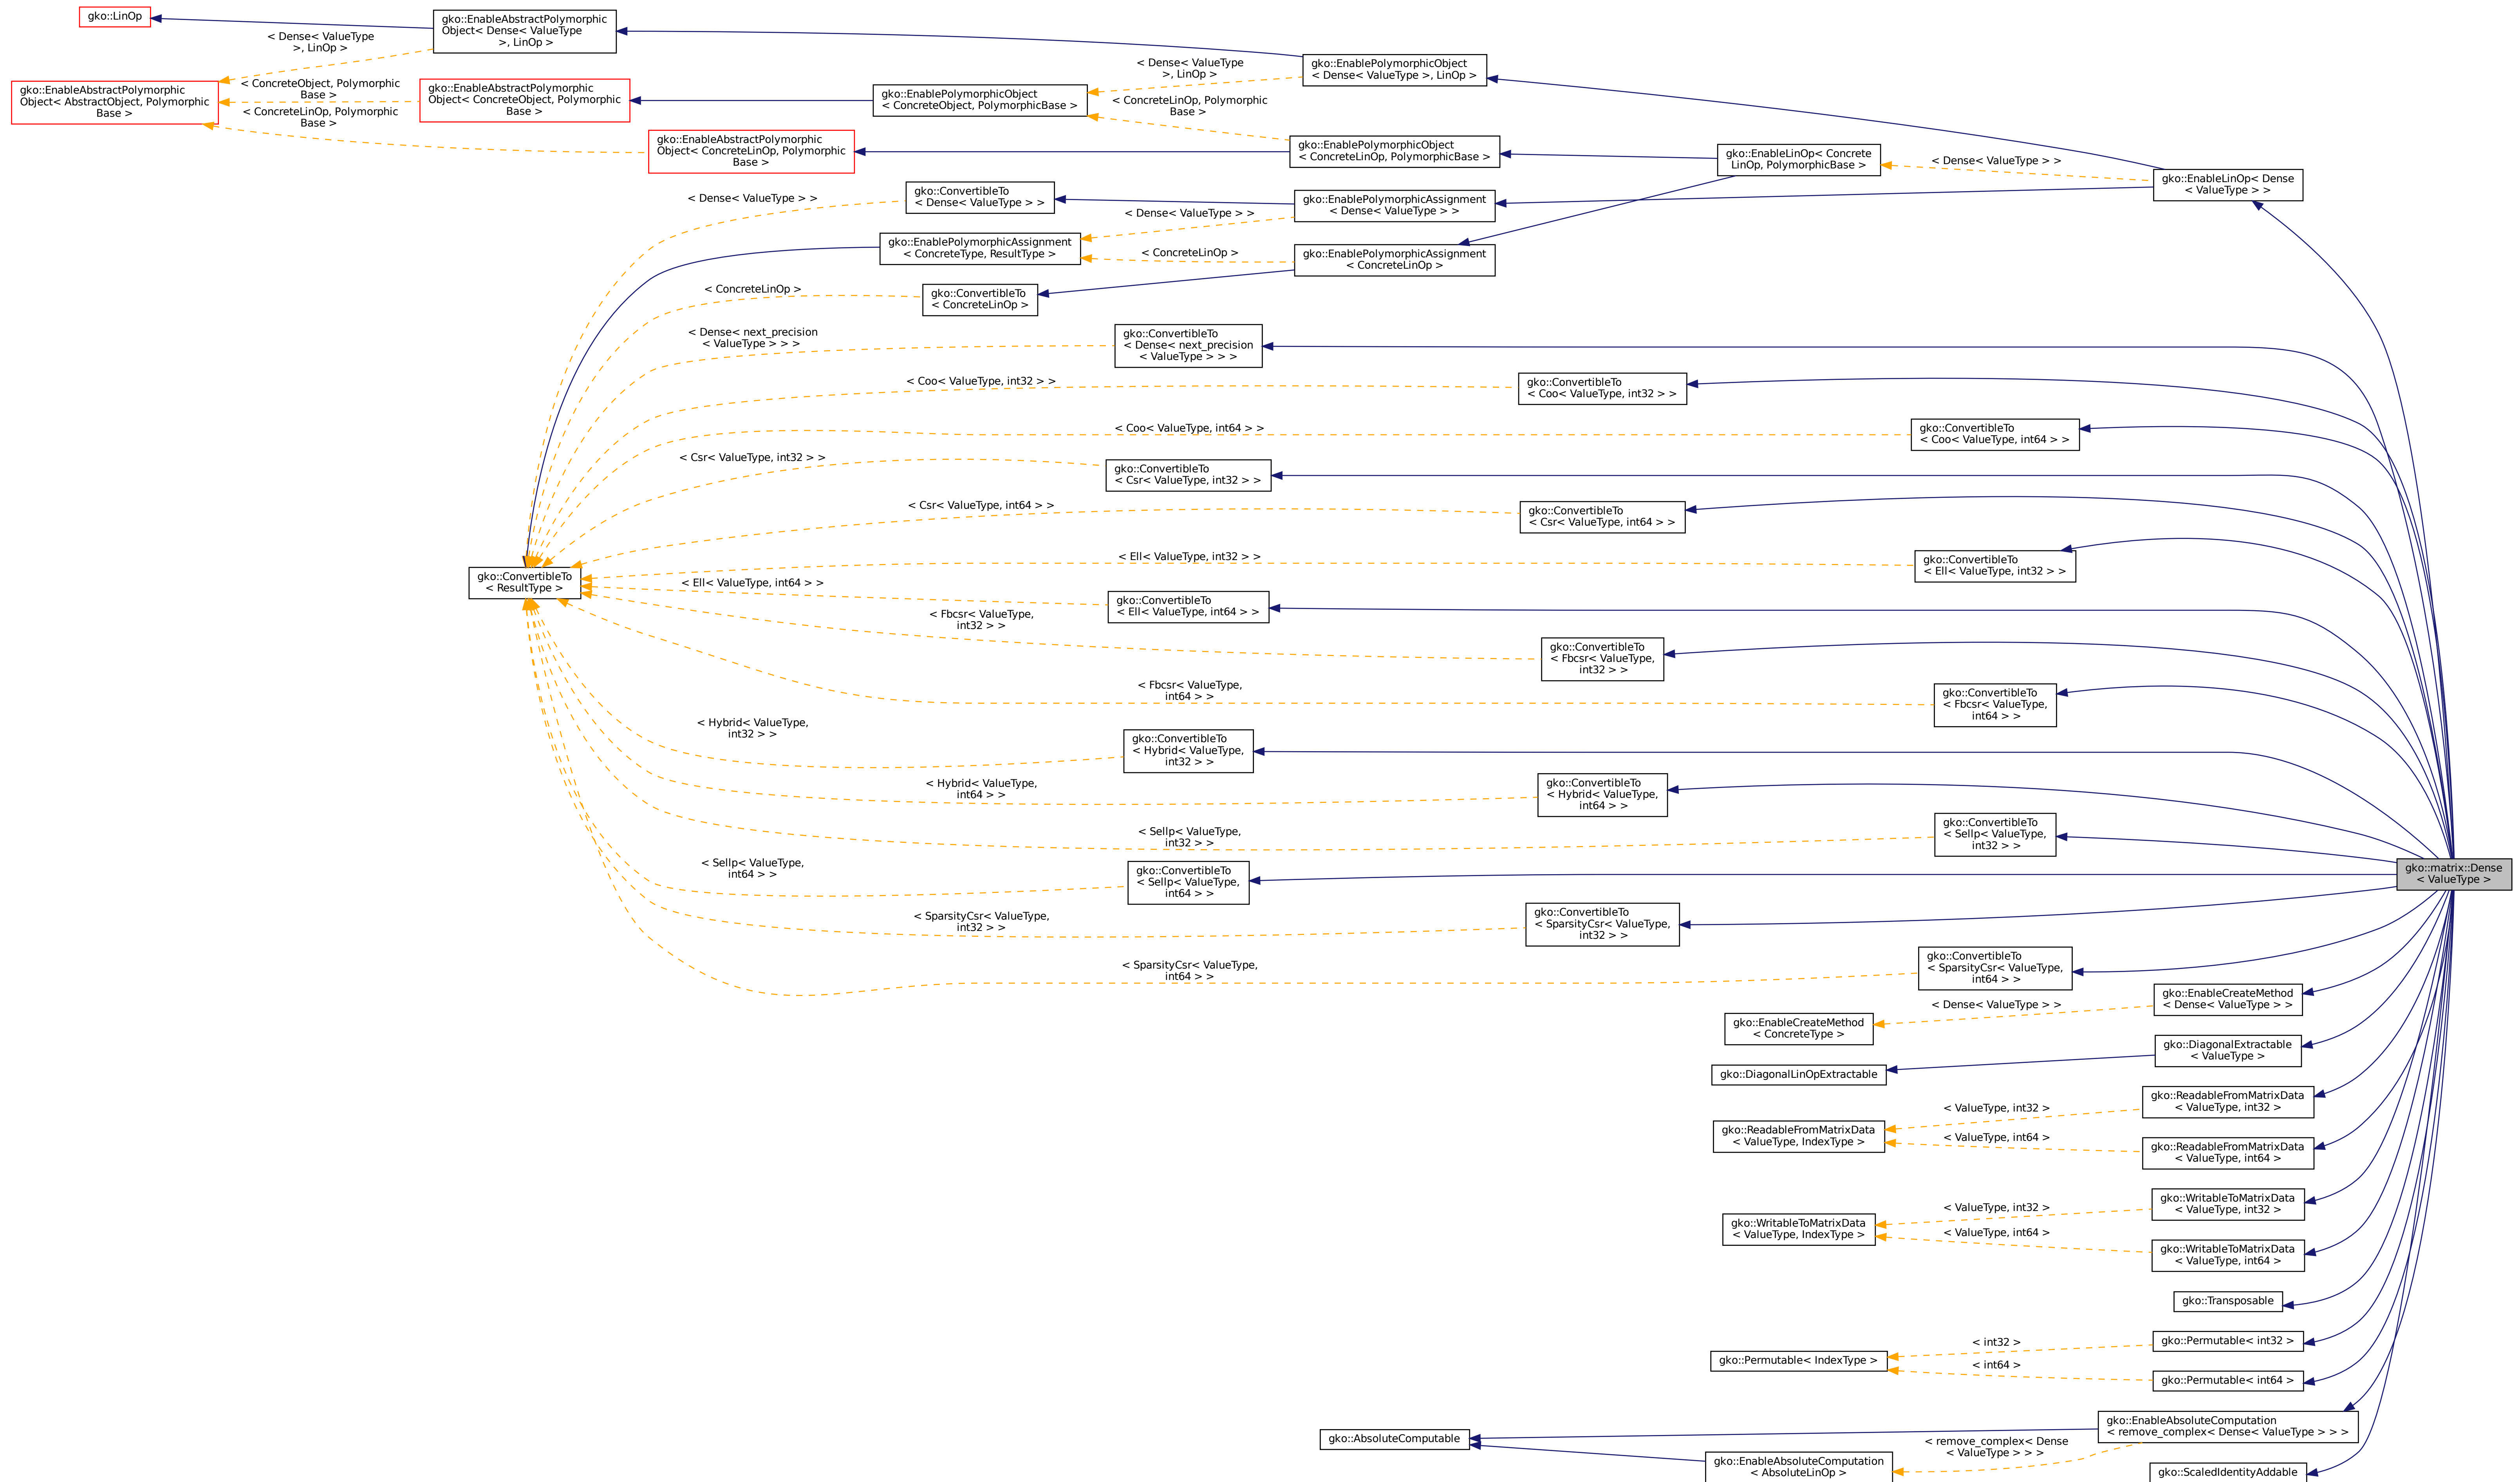 gko::LinOp
gko::EnableAbstractPolymorphic
Object< Dense< ValueType
>, LinOp >
< Dense< ValueType
>, LinOp >
gko::EnableAbstractPolymorphic
Object< AbstractObject, Polymorphic
Base >
< ConcreteObject, Polymorphic
Base >
< ConcreteLinOp, Polymorphic
Base >
gko::EnableAbstractPolymorphic
Object< ConcreteObject, Polymorphic
Base >
gko::EnablePolymorphicObject
< ConcreteObject, PolymorphicBase >
< Dense< ValueType
>, LinOp >
< ConcreteLinOp, Polymorphic
Base >
gko::EnablePolymorphicObject
< Dense< ValueType >, LinOp >
gko::EnableAbstractPolymorphic
Object< ConcreteLinOp, Polymorphic
Base >
gko::EnablePolymorphicObject
< ConcreteLinOp, PolymorphicBase >
gko::EnableLinOp< Concrete
LinOp, PolymorphicBase >
< Dense< ValueType > >
gko::EnableLinOp< Dense
< ValueType > >
< Dense< ValueType > >
gko::ConvertibleTo
< Dense< ValueType > >
< Dense< ValueType > >
gko::EnablePolymorphicAssignment
< Dense< ValueType > >
gko::EnablePolymorphicAssignment
< ConcreteType, ResultType >
< ConcreteLinOp >
gko::EnablePolymorphicAssignment
< ConcreteLinOp >
< ConcreteLinOp >
gko::ConvertibleTo
< ConcreteLinOp >
< Dense< next_precision
< ValueType > > >
gko::ConvertibleTo
< Dense< next_precision
< ValueType > > >
< Coo< ValueType, int32 > >
gko::ConvertibleTo
< Coo< ValueType, int32 > >
< Coo< ValueType, int64 > >
gko::ConvertibleTo
< Coo< ValueType, int64 > >
< Csr< ValueType, int32 > >
gko::ConvertibleTo
< Csr< ValueType, int32 > >
< Csr< ValueType, int64 > >
gko::ConvertibleTo
< Csr< ValueType, int64 > >
< Ell< ValueType, int32 > >
gko::ConvertibleTo
< Ell< ValueType, int32 > >
gko::ConvertibleTo
< ResultType >
< Ell< ValueType, int64 > >
gko::ConvertibleTo
< Ell< ValueType, int64 > >
< Fbcsr< ValueType,
int32 > >
gko::ConvertibleTo
< Fbcsr< ValueType,
int32 > >
< Fbcsr< ValueType,
int64 > >
gko::ConvertibleTo
< Fbcsr< ValueType,
int64 > >
< Hybrid< ValueType,
int32 > >
gko::ConvertibleTo
< Hybrid< ValueType,
int32 > >
< Hybrid< ValueType,
int64 > >
gko::ConvertibleTo
< Hybrid< ValueType,
int64 > >
< Sellp< ValueType,
int32 > >
gko::ConvertibleTo
< Sellp< ValueType,
int32 > >
< Sellp< ValueType,
int64 > >
gko::ConvertibleTo
< Sellp< ValueType,
int64 > >
gko::matrix::Dense
< ValueType >
< SparsityCsr< ValueType,
int32 > >
gko::ConvertibleTo
< SparsityCsr< ValueType,
int32 > >
< SparsityCsr< ValueType,
int64 > >
gko::ConvertibleTo
< SparsityCsr< ValueType,
int64 > >
gko::EnableCreateMethod
< ConcreteType >
< Dense< ValueType > >
gko::EnableCreateMethod
< Dense< ValueType > >
gko::DiagonalLinOpExtractable
gko::DiagonalExtractable
< ValueType >
gko::ReadableFromMatrixData
< ValueType, IndexType >
< ValueType, int32 >
gko::ReadableFromMatrixData
< ValueType, int32 >
< ValueType, int64 >
gko::ReadableFromMatrixData
< ValueType, int64 >
gko::WritableToMatrixData
< ValueType, IndexType >
< ValueType, int32 >
gko::WritableToMatrixData
< ValueType, int32 >
< ValueType, int64 >
gko::WritableToMatrixData
< ValueType, int64 >
gko::Transposable
gko::Permutable< IndexType >
< int32 >
gko::Permutable< int32 >
< int64 >
gko::Permutable< int64 >
gko::AbsoluteComputable
gko::EnableAbsoluteComputation
< remove_complex< Dense< ValueType > > >
< remove_complex< Dense
< ValueType > > >
gko::EnableAbsoluteComputation
< AbsoluteLinOp >
gko::ScaledIdentityAddable